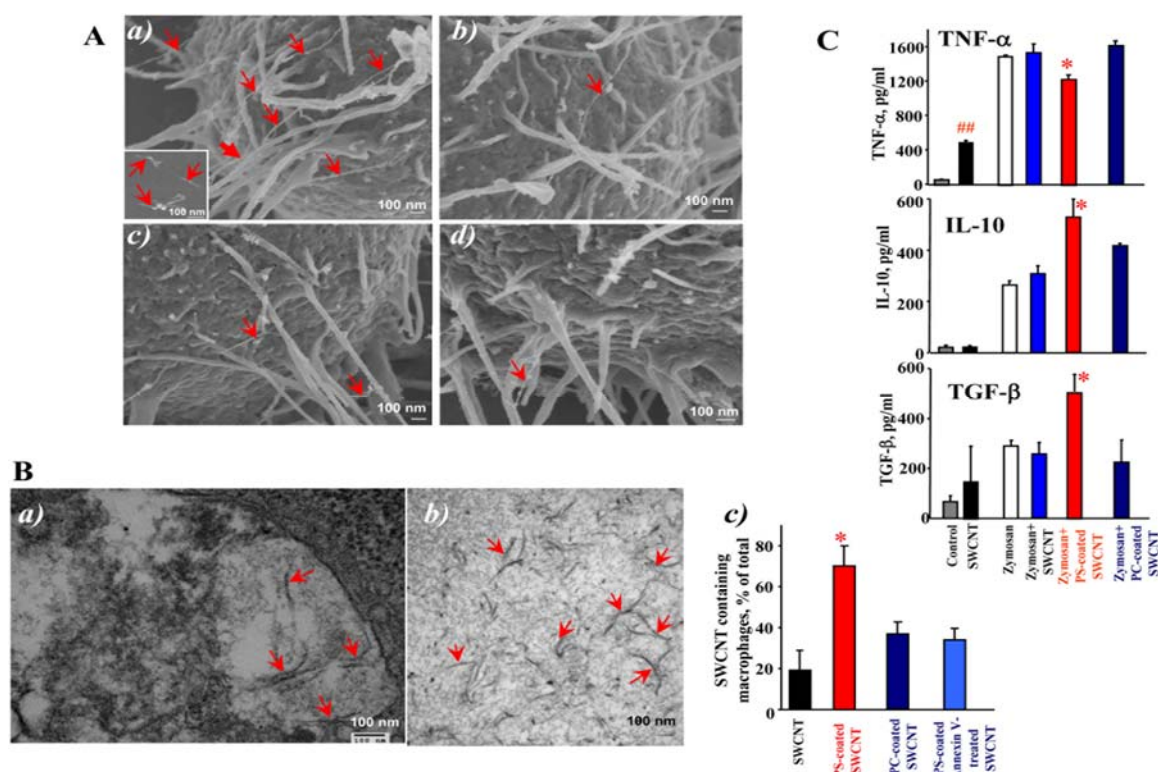 A
a)
100 nm
100 nm
b)
100 nm
c)
100 nm
d)
100 nm
B
a)
100 nm
100 nm
b)
100 nm
C
TNF-α
TNF-α, pg/ml
1600
1200
800
400
0
##
*
IL-10
IL-10, pg/ml
600
400
200
0
*
TGF-β
TGF-β, pg/ml
600
400
200
0
*
Control
SWCNT
Zymosan
Zymosan+
SWCNT
Zymosan+
PS-coated
SWCNT
Zymosan+
PC-coated
SWCNT
c)
SWCNT containing
macrophages, % of total
80
60
40
20
0
*
SWCNT
PS-coated
SWCNT
PC-coated
SWCNT
PS-coated
Annexin V-
treated
SWCNT